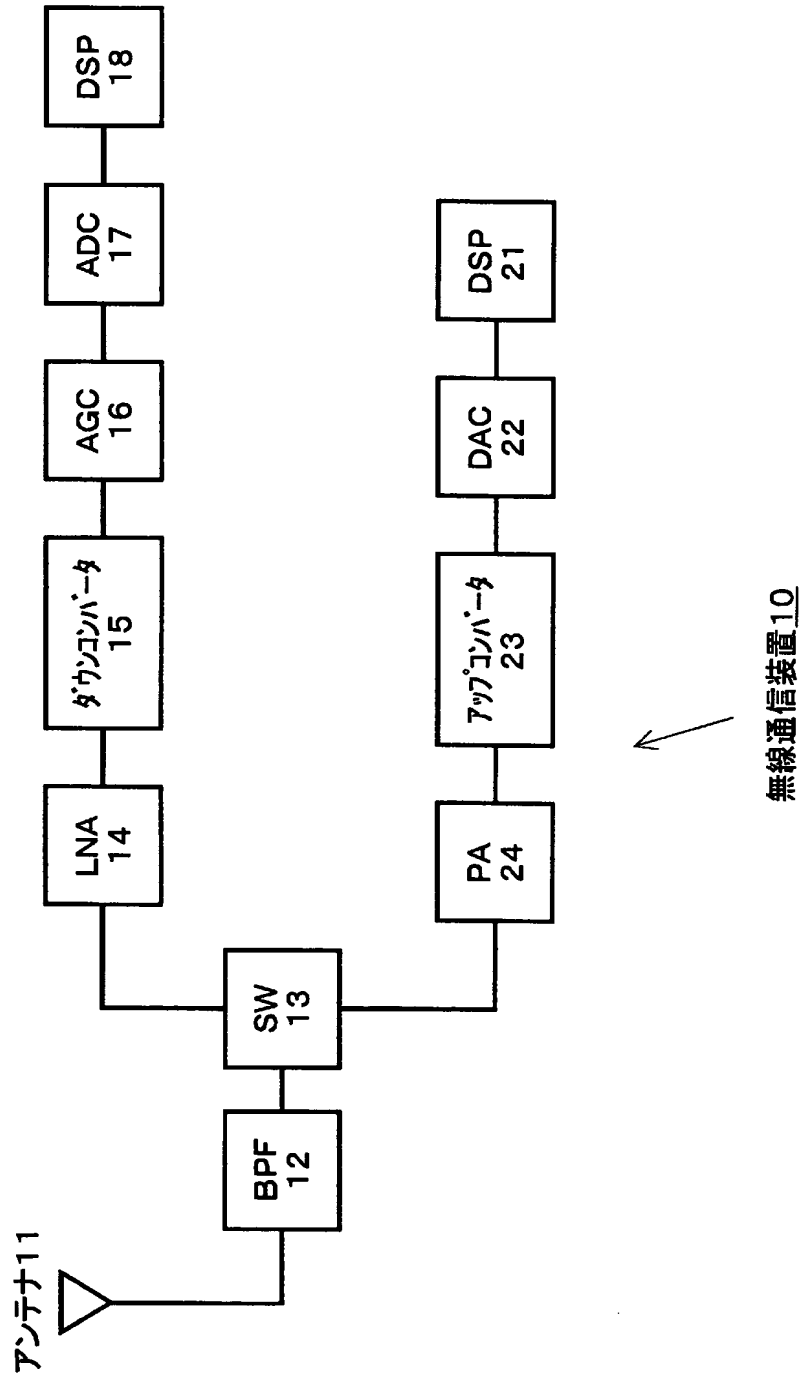 アンテナ11
BPF
12
SW
13
LNA
14
ダウンコンバータ
15
AGC
16
ADC
17
DSP
18
PA
24
アップコンバータ
23
DAC
22
DSP
21
無線通信装置10